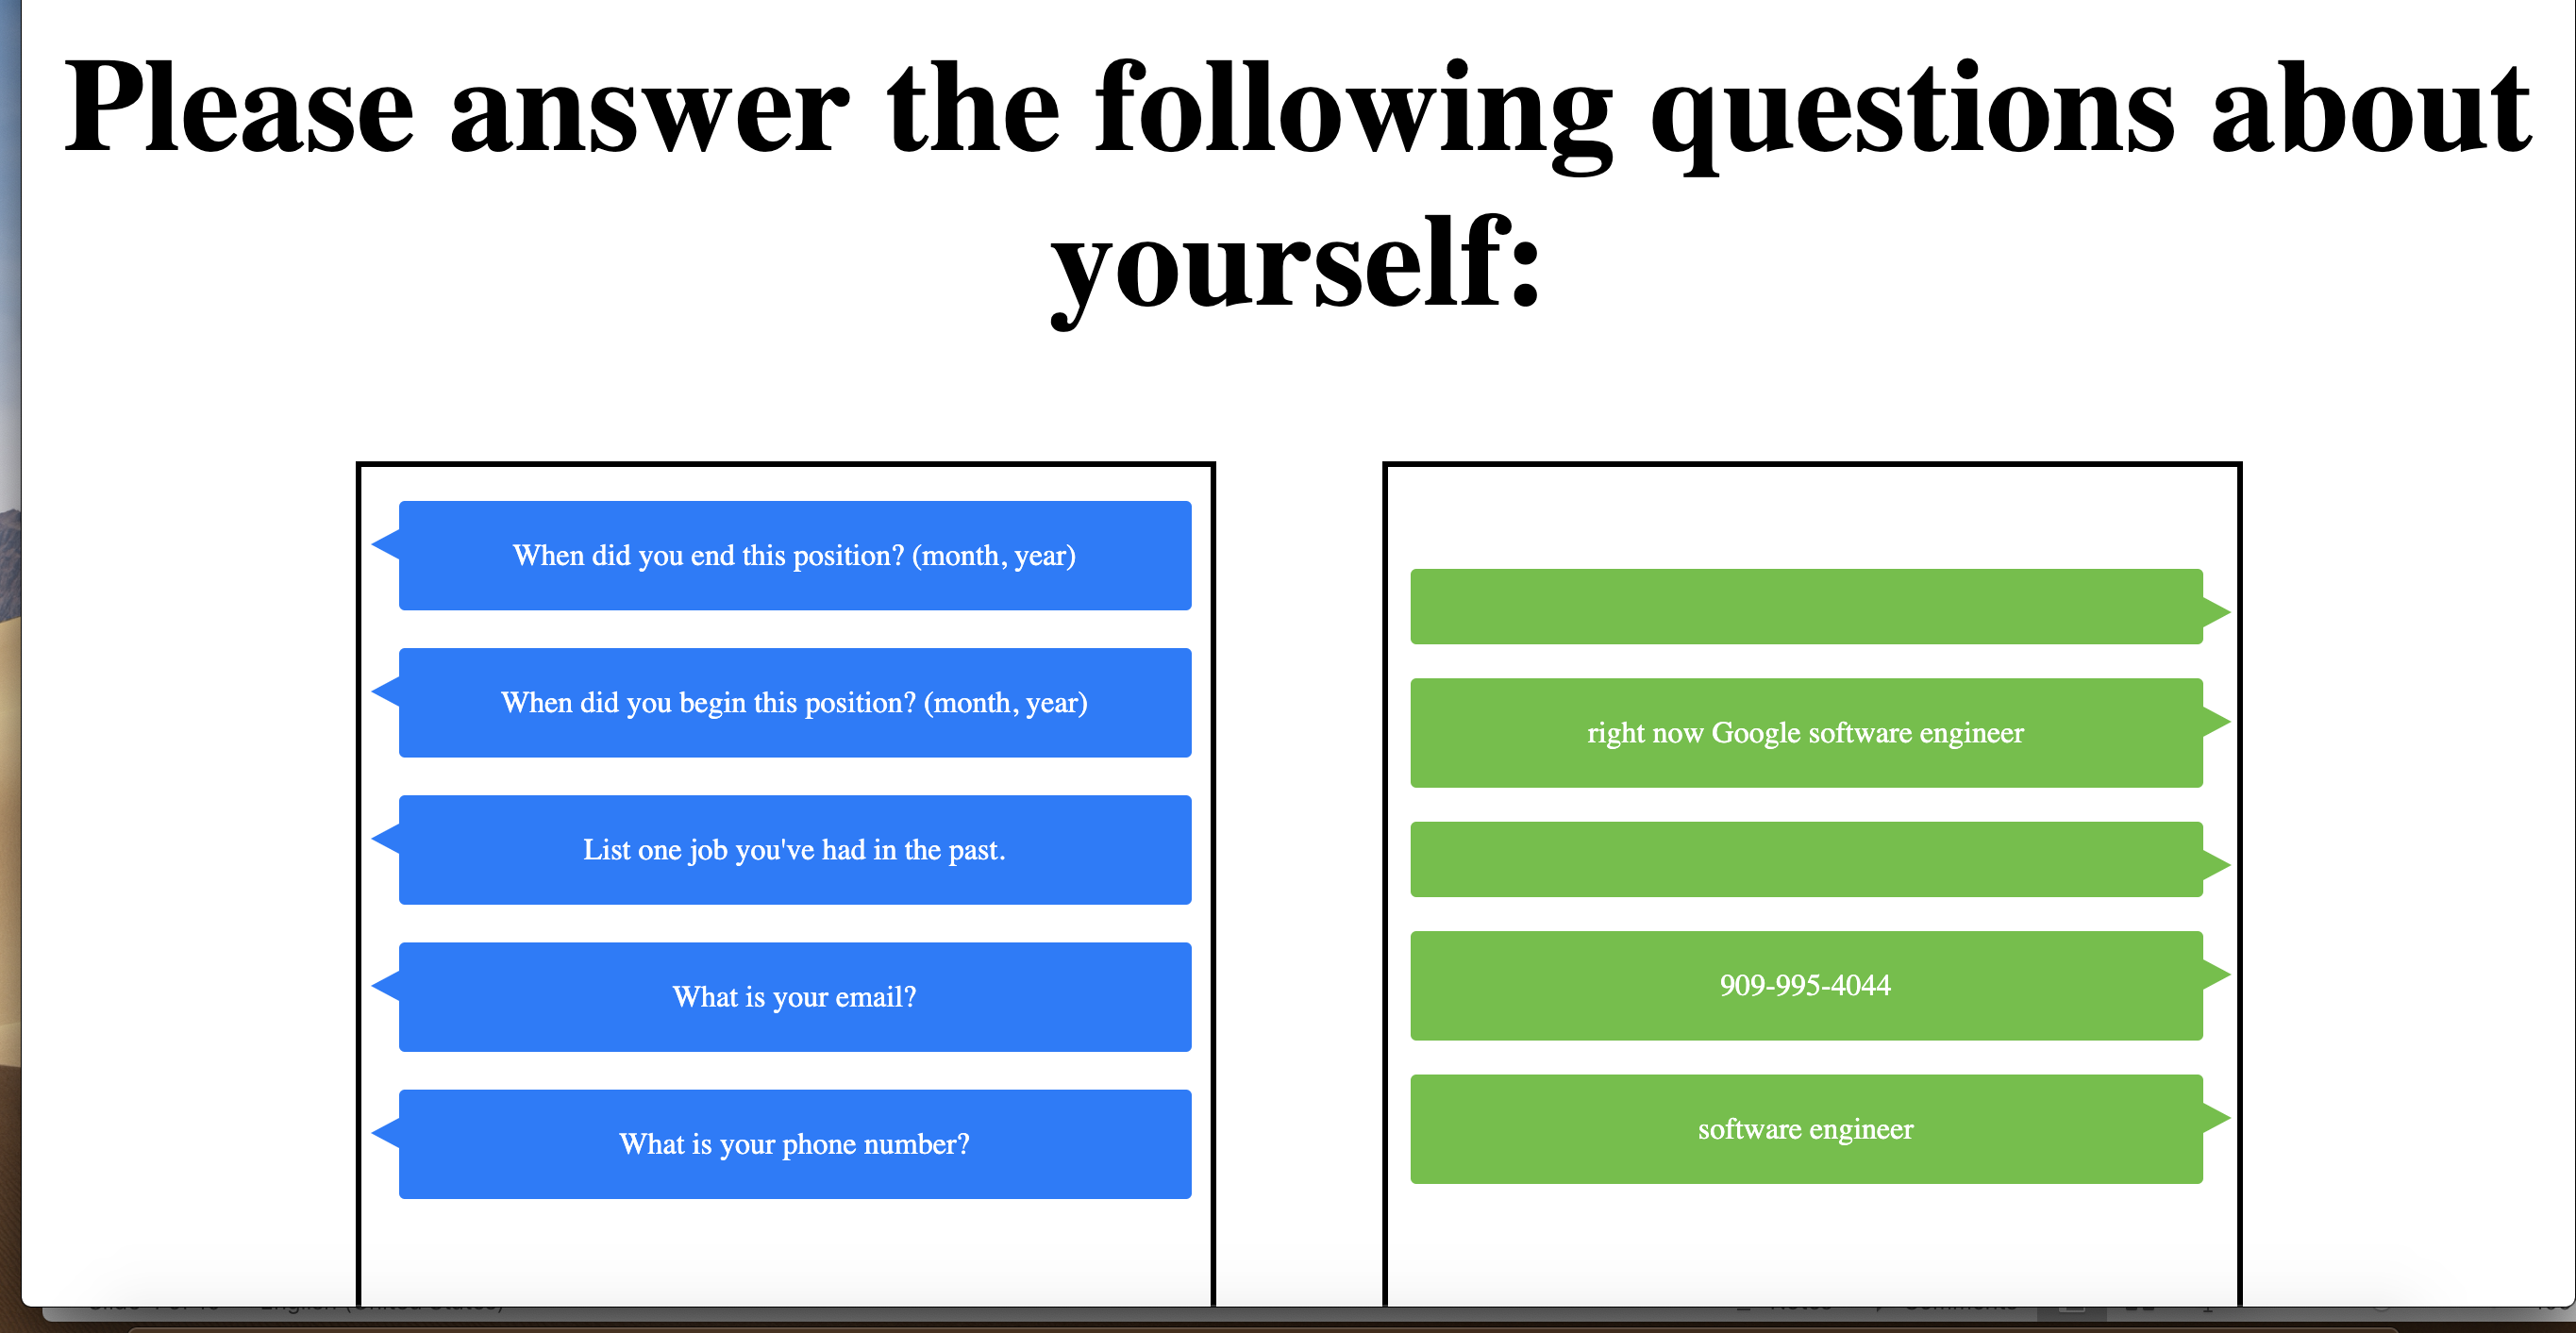 Please answer the following questions about
yourself:
When did you end this position? (month, year)
When did you begin this position? (month, year)
List one job you've had in the past.
What is your email?
What is your phone number?
right now Google software engineer
909-995-4044
software engineer